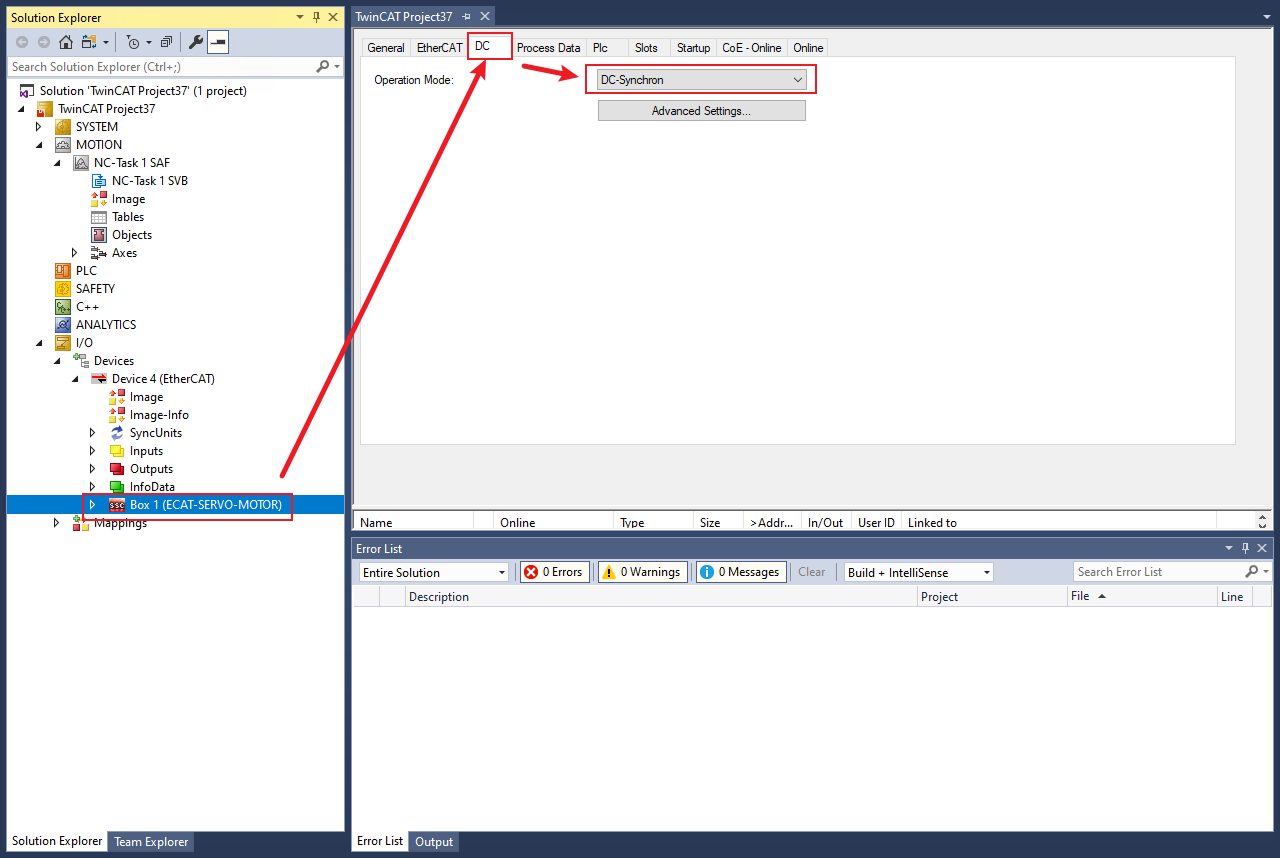 Solution Explorer
Search Solution Explorer (Ctrl+;)
Solution 'TwinCAT Project37' (1 project)
TwinCAT Project37
SYSTEM
MOTION
NC-Task 1 SAF
NC-Task 1 SVB
Image
Tables
Objects
Axes
PLC
SAFETY
C++
ANALYTICS
I/O
Devices
Device 4 (EtherCAT)
Image
Image-Info
SyncUnits
Inputs
Outputs
InfoData
SSC Box 1 (ECAT-SERVO-MOTOR)
Mappings
Solution Explorer Team Explorer
TwinCAT Project37
General EtherCAT DC Process Data Plc Slots Startup CoE - Online Online
Operation Mode: DC-Synchron
Advanced Settings...
Name Online Type Size >Addr... In/Out User ID Linked to
Error List
Entire Solution 0 Errors 0 Warnings 0 Messages Clear Build + IntelliSense Search Error List
Description Project File Line
Error List Output